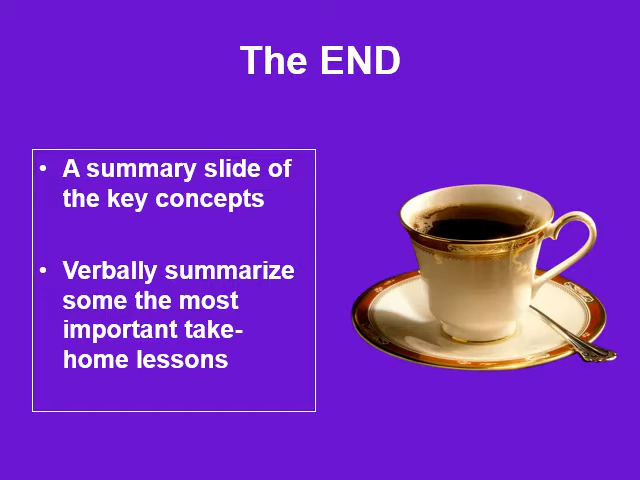 The END
• A summary slide of
the key concepts
• Verbally summarize
some the most
important take-
home lessons